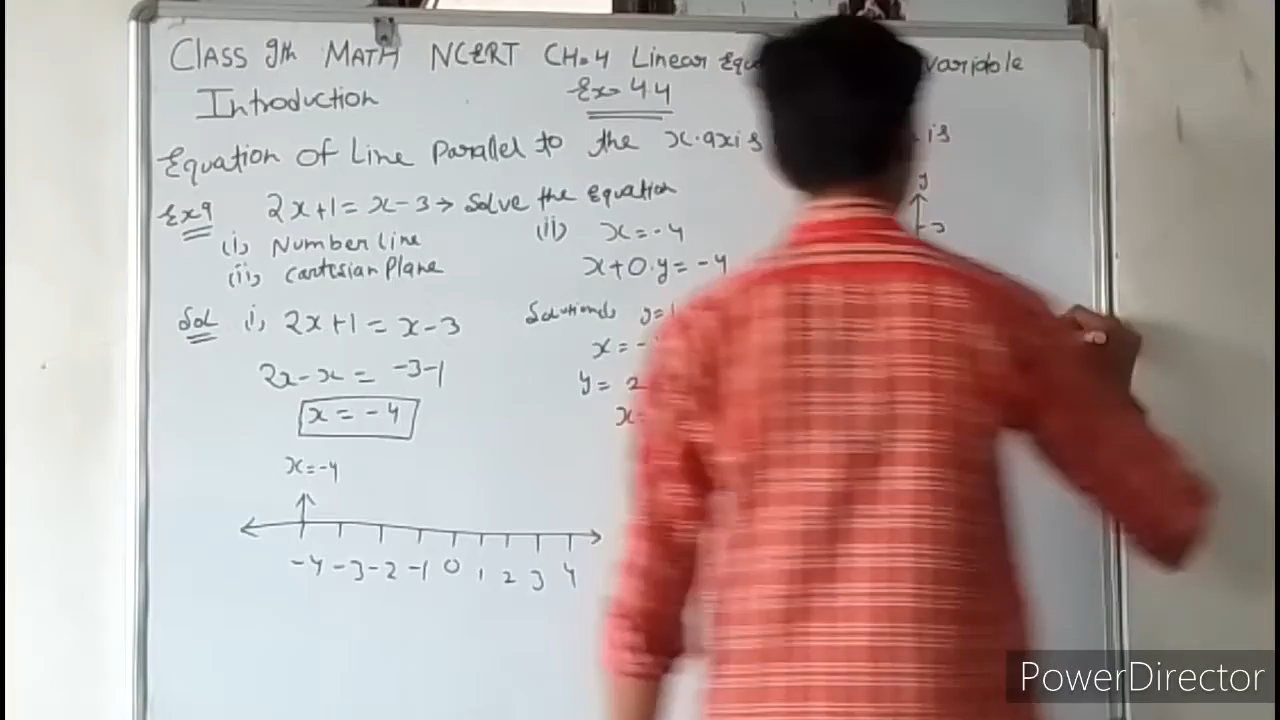 CLASS 9th MATH NCERT CH.4 Linear Equ variable
Introduction Ex 4.4
Equation of Line Parallel to the x.axis is
Ex9 2x+1=x-3→ Solve the Equation
(i) Number line
(ii) Cartesian Plane
Sol (i) 2x+1=x-3
2x-x = -3-1
x = -4
x=-4
-4 -3 -2 -1 0 1 2 3 4
(ii) x=-4
x+0.y=-4
Solutions y=1
x=-
y= 2
x=
y
PowerDirector